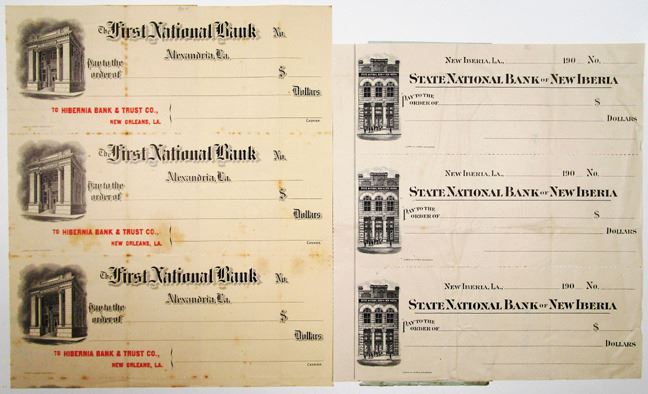 The First National Bank No.
Alexandria, La.
Pay to the
order of $
Dollars
TO HIBERNIA BANK & TRUST CO.,
NEW ORLEANS, LA. CASHIER.
The First National Bank No.
Alexandria, La.
Pay to the
order of $
Dollars
TO HIBERNIA BANK & TRUST CO.,
NEW ORLEANS, LA. CASHIER.
The First National Bank No.
Alexandria, La.
Pay to the
order of $
Dollars
TO HIBERNIA BANK & TRUST CO.,
NEW ORLEANS, LA. CASHIER.
NEW IBERIA, LA., 190 No.
STATE NATIONAL BANK OF NEW IBERIA
PAY TO THE
ORDER OF $
DOLLARS
NEW IBERIA, LA., 190 No.
STATE NATIONAL BANK OF NEW IBERIA
PAY TO THE
ORDER OF $
DOLLARS
NEW IBERIA, LA., 190 No.
STATE NATIONAL BANK OF NEW IBERIA
PAY TO THE
ORDER OF $
DOLLARS